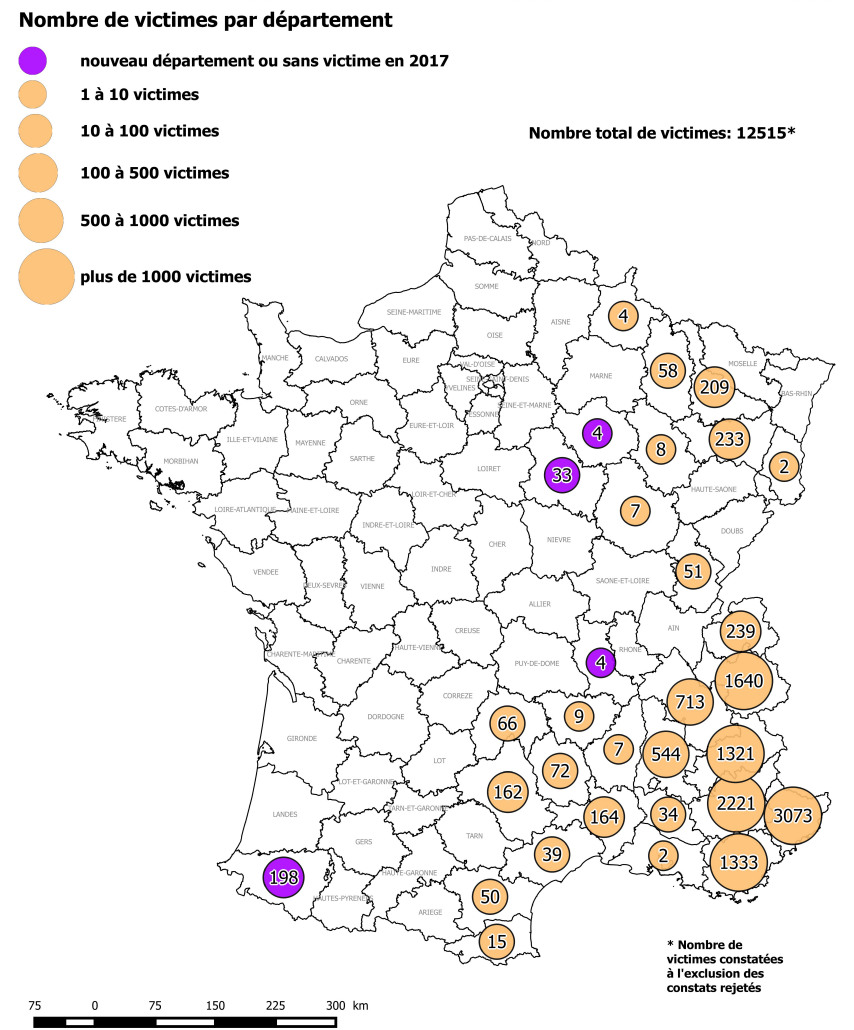 Nombre de victimes par département
nouveau département ou sans victime en 2017
1 à 10 victimes
10 à 100 victimes
100 à 500 victimes
500 à 1000 victimes
plus de 1000 victimes
Nombre total de victimes: 12515*
PAS-DE-CALAIS
NORD
SOMME
SEINE-MARITIME
AISNE
4
OISE
MANCHE
CALVADOS
EURE
VAL-D'OISE
MOSELLE
58
MARNE
YVELINES
209
BAS-RHIN
ORNE
SEINE-ET-MARNE
COTES-D'ARMOR
ESSONNE
EURE-ET-LOIR
4
233
ILLE-ET-VILAINE
MAYENNE
8
SARTHE
MORBIHAN
LOIRET
2
33
HAUTE-SAONE
LOIR-ET-CHER
LOIRE-ATLANTIQUE
MAINE-ET-LOIRE
7
INDRE-ET-LOIRE
DOUBS
NIEVRE
CHER
INDRE
VENDEE
51
SAONE-ET-LOIRE
DEUX-SEVRES
VIENNE
ALLIER
AIN
CREUSE
239
HAUTE-VIENNE
RHONE
CHARENTE-MARITIME
CHARENTE
PUY-DE-DOME
4
1640
CORREZE
713
DORDOGNE
9
66
GIRONDE
7
544
1321
LOT
72
LOT-ET-GARONNE
162
2221
TARN-ET-GARONNE
LANDES
34
3073
164
TARN
GERS
39
2
1333
HAUTE-GARONNE
198
HAUTES-PYRENEES
50
ARIEGE
15
* Nombre de
victimes constatées
à l'exclusion des
constats rejetés
75 0 75 150 225 300 km